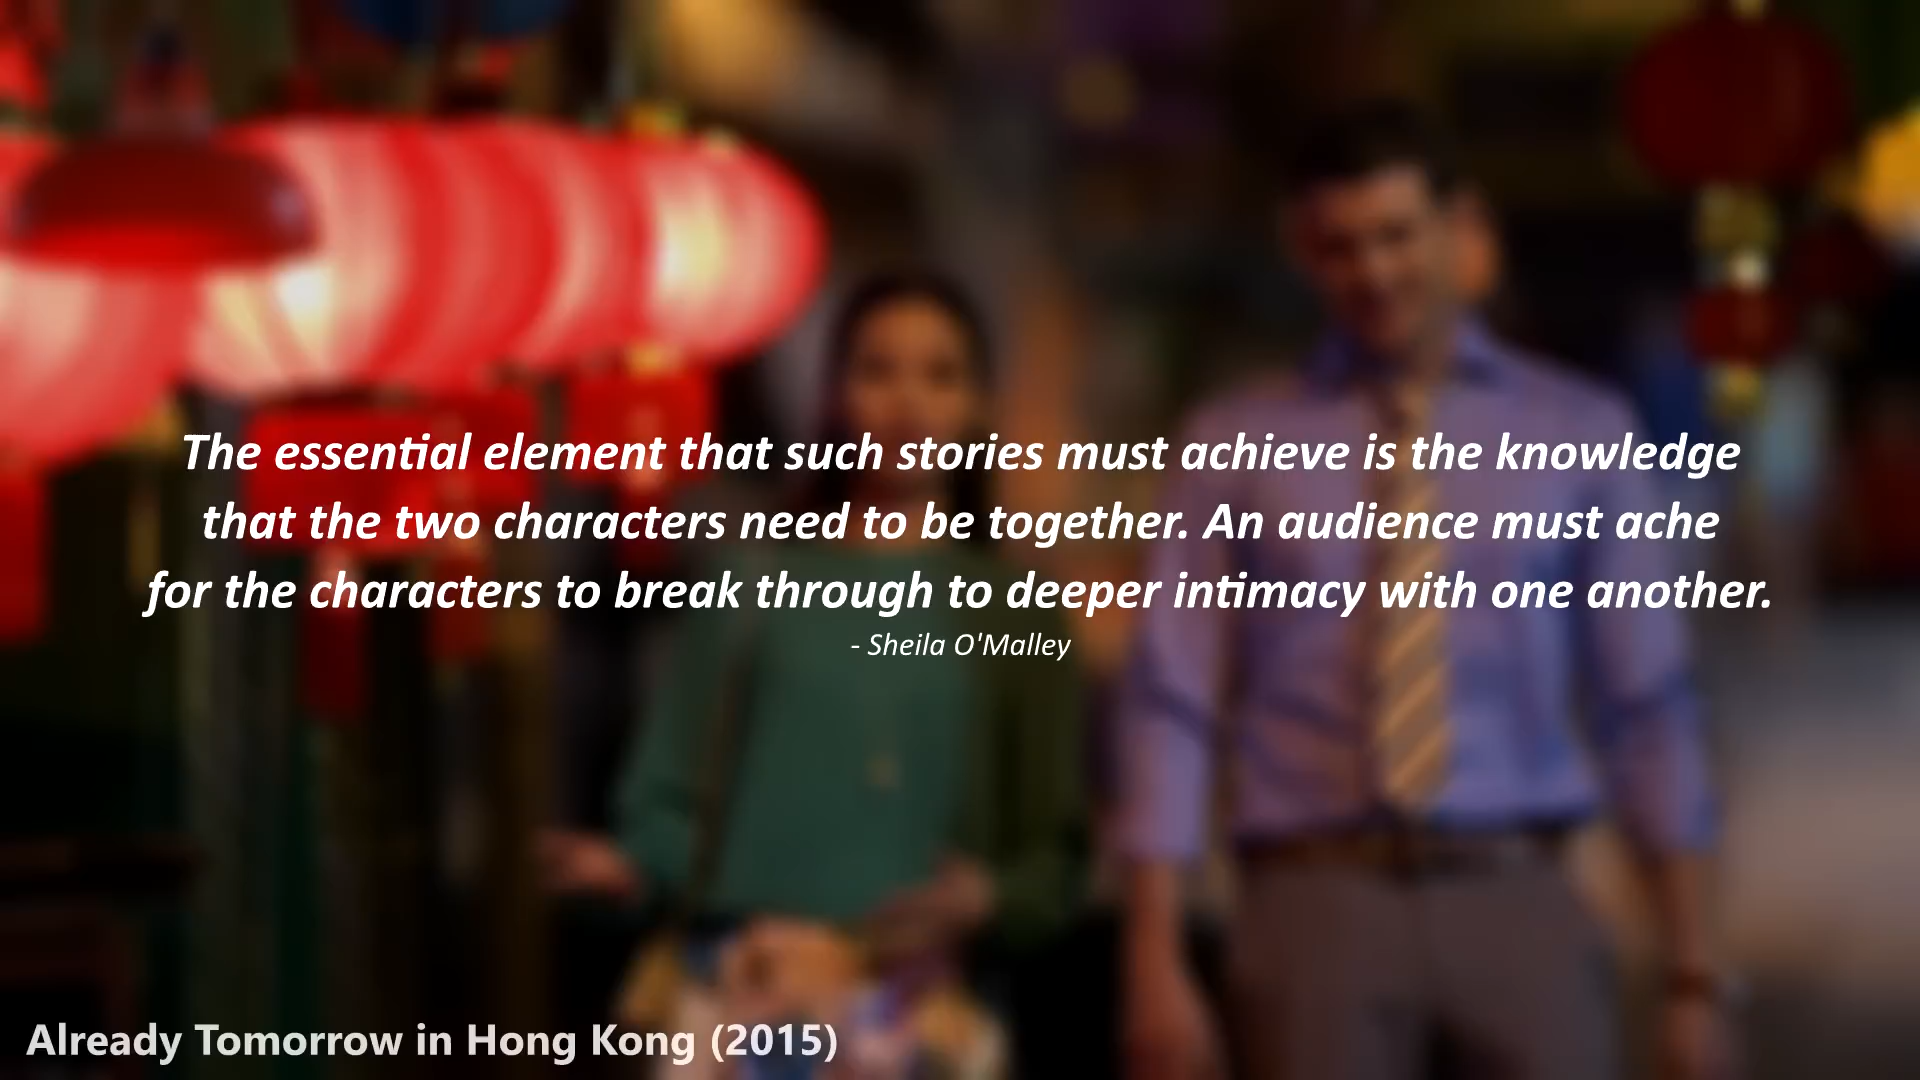 The essential element that such stories must achieve is the knowledge
that the two characters need to be together. An audience must ache
for the characters to break through to deeper intimacy with one another.
- Sheila O'Malley
Already Tomorrow in Hong Kong (2015)